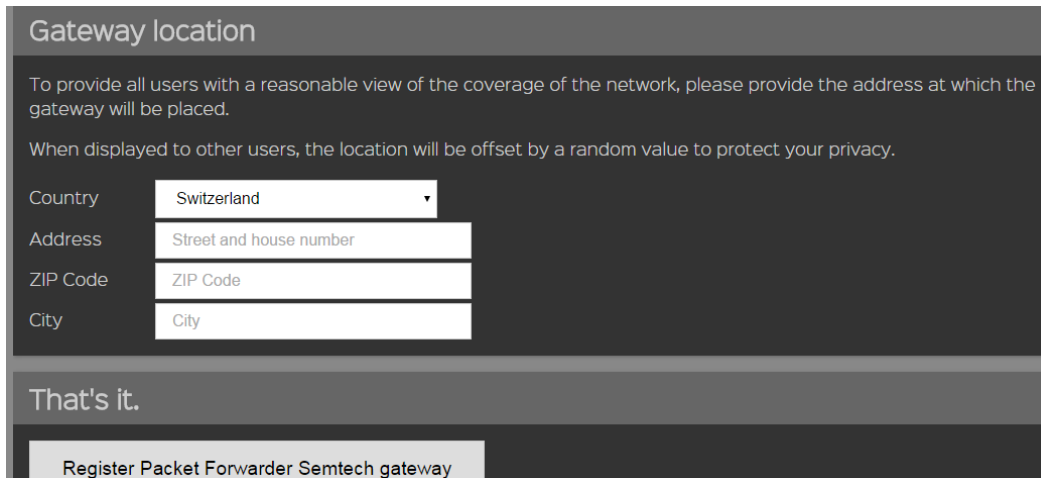 Gateway location
To provide all users with a reasonable view of the coverage of the network, please provide the address at which the
gateway will be placed.
When displayed to other users, the location will be offset by a random value to protect your privacy.
Country Switzerland
Address Street and house number
ZIP Code ZIP Code
City City
That's it.
Register Packet Forwarder Semtech gateway